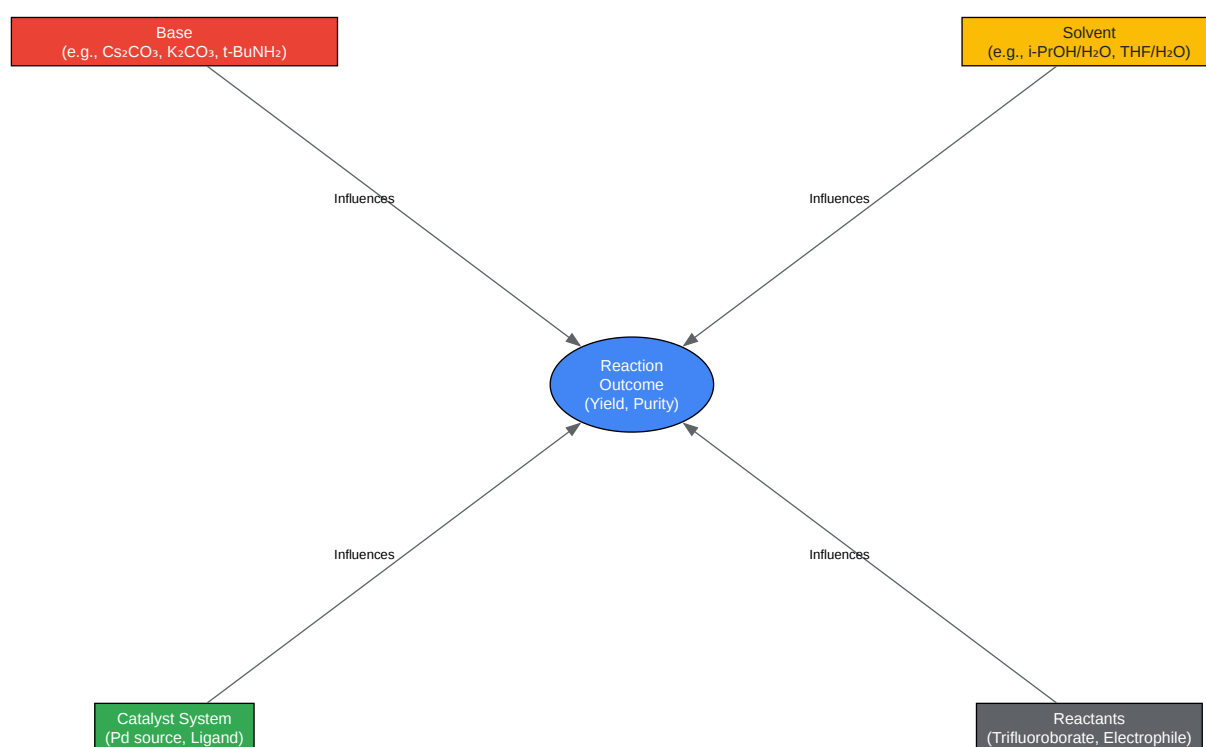 Base
(e.g., Cs₂CO₃, K₂CO₃, t-BuNH₂)
Solvent
(e.g., i-PrOH/H₂O, THF/H₂O)
Influences
Influences
Reaction
Outcome
(Yield, Purity)
Influences
Influences
Catalyst System
(Pd source, Ligand)
Reactants
(Trifluoroborate, Electrophile)